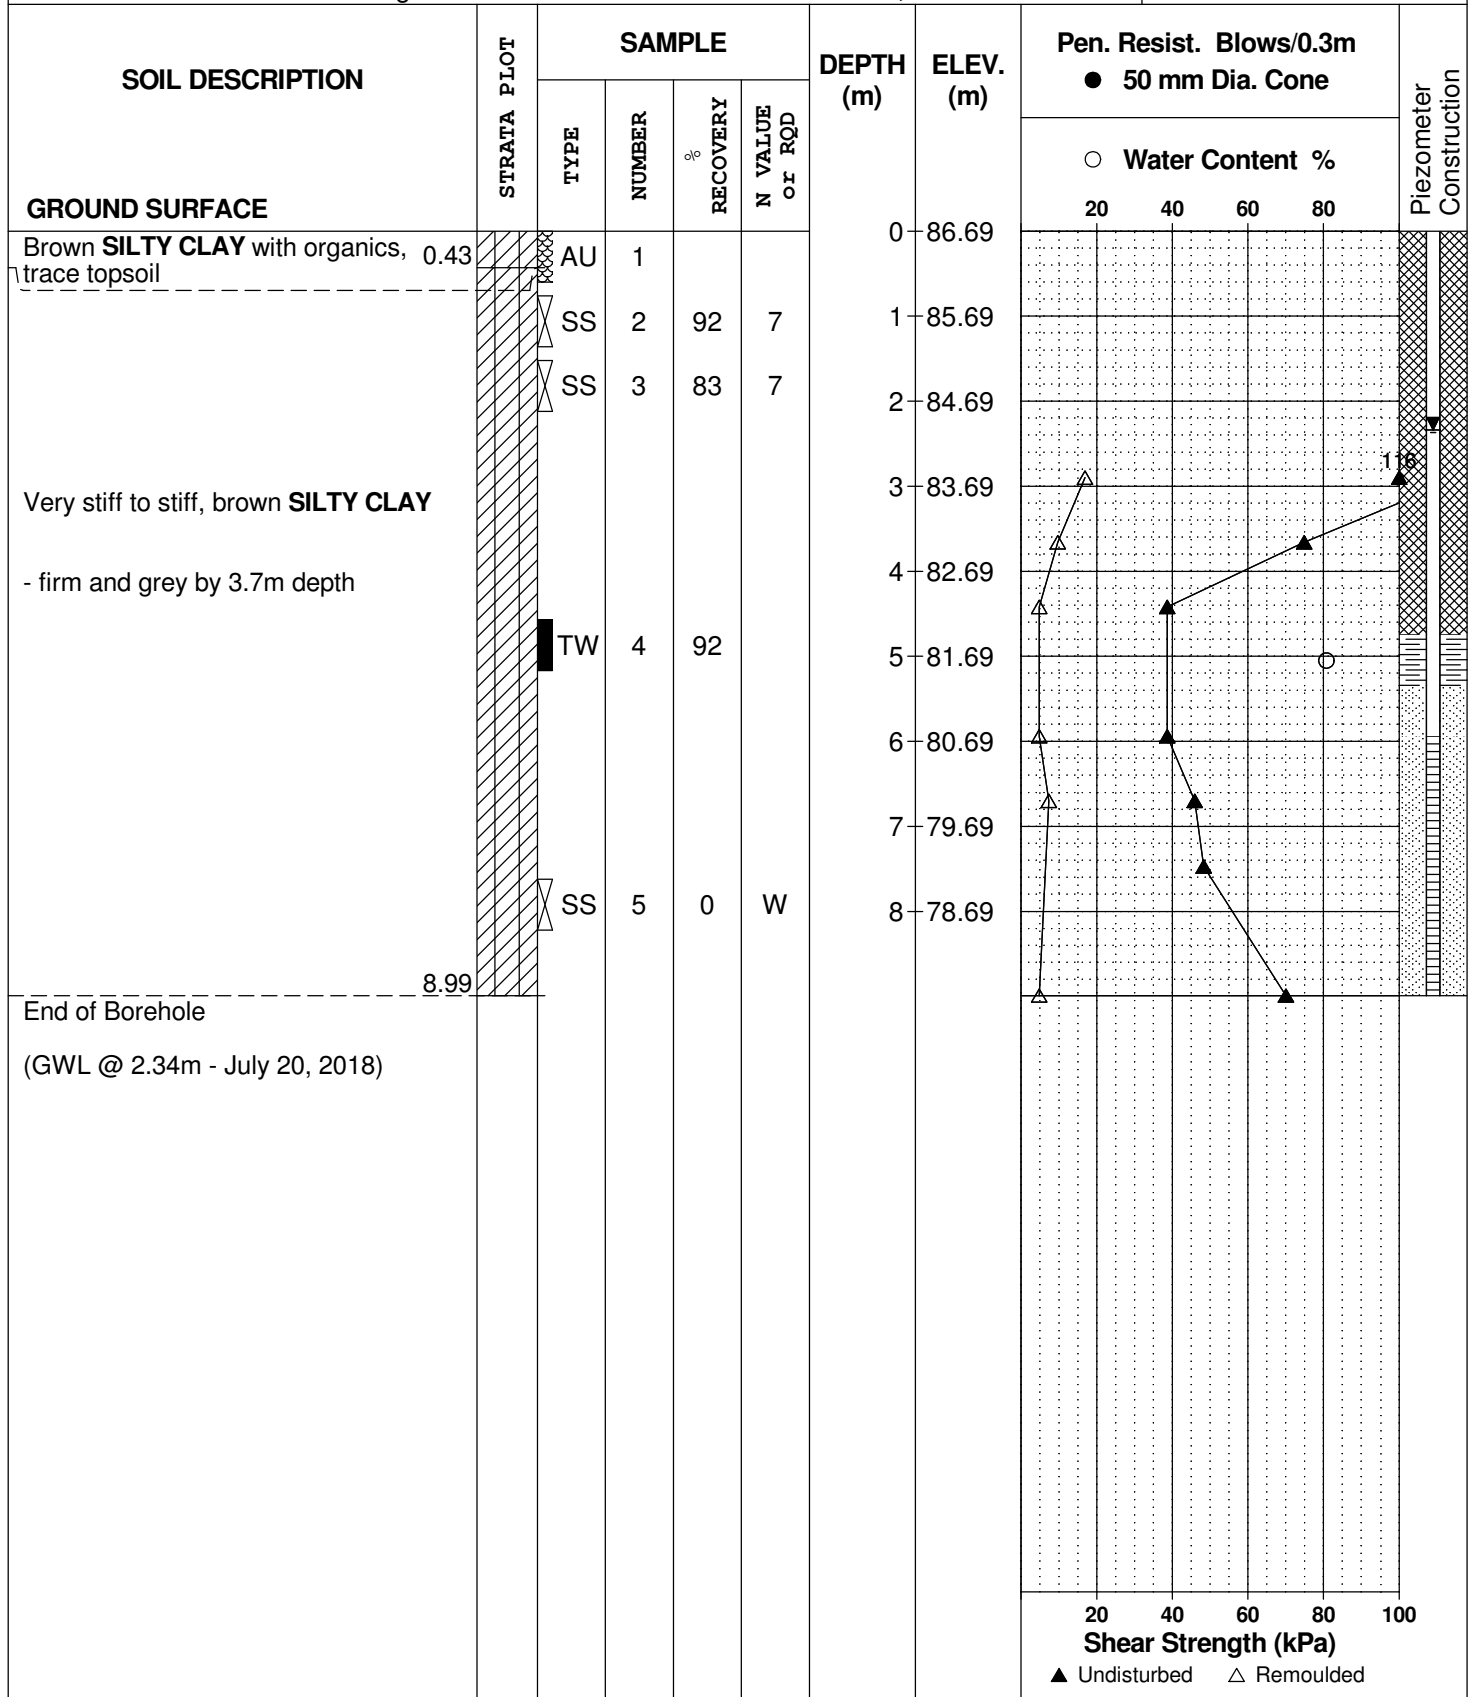 SOIL DESCRIPTION
GROUND SURFACE
STRATA PLOT
SAMPLE
TYPE
NUMBER
% RECOVERY
N VALUE or RQD
DEPTH (m)
ELEV. (m)
Pen. Resist. Blows/0.3m
● 50 mm Dia. Cone
○ Water Content %
20 40 60 80
Piezometer Construction
Brown SILTY CLAY with organics, 0.43
trace topsoil
AU 1
0 86.69
SS 2 92 7
1 85.69
SS 3 83 7
2 84.69
116
3 83.69
Very stiff to stiff, brown SILTY CLAY
4 82.69
- firm and grey by 3.7m depth
TW 4 92
5 81.69
6 80.69
7 79.69
SS 5 0 W
8 78.69
8.99
End of Borehole
(GWL @ 2.34m - July 20, 2018)
20 40 60 80 100
Shear Strength (kPa)
▲ Undisturbed △ Remoulded